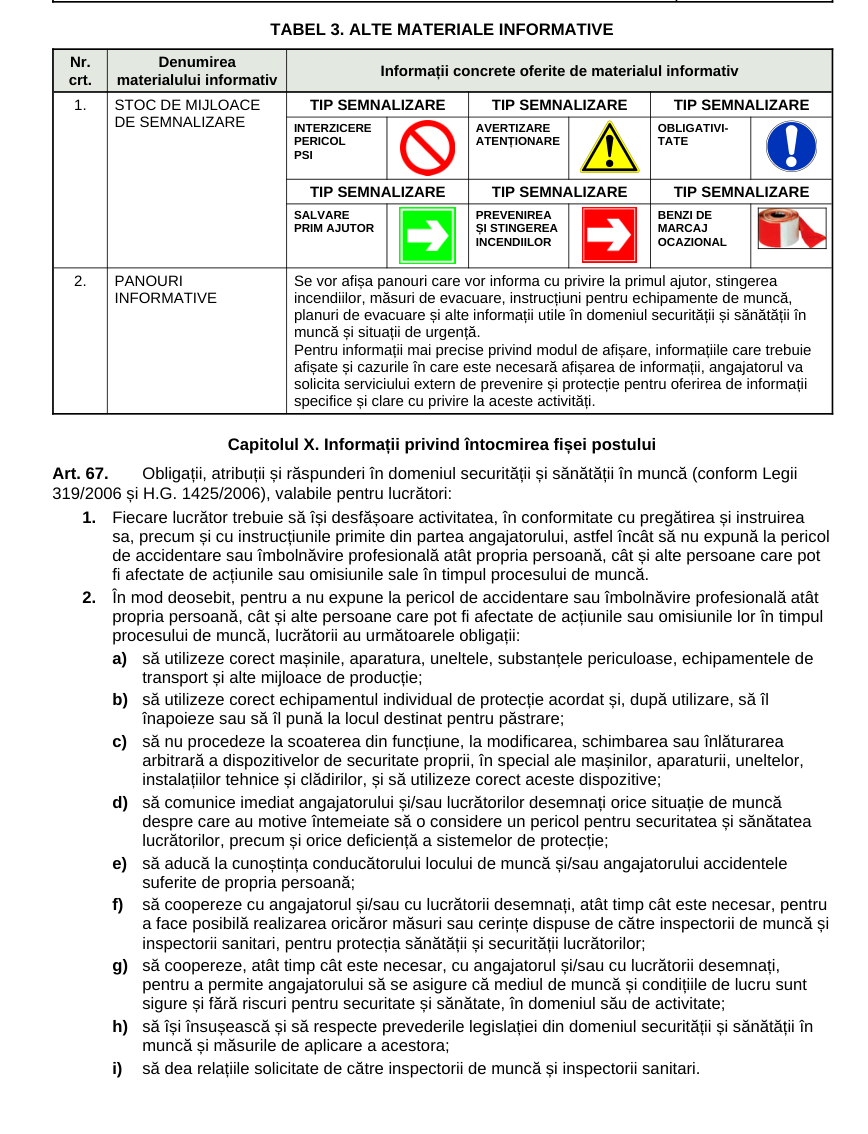 TABEL 3. ALTE MATERIALE INFORMATIVE
Nr. crt.
Denumirea materialului informativ
Informații concrete oferite de materialul informativ
1.
STOC DE MIJLOACE
DE SEMNALIZARE
TIP SEMNALIZARE
TIP SEMNALIZARE
TIP SEMNALIZARE
INTERZICERE
PERICOL
PSI
AVERTIZARE
ATENȚIONARE
OBLIGATIVI-
TATE
TIP SEMNALIZARE
TIP SEMNALIZARE
TIP SEMNALIZARE
SALVARE
PRIM AJUTOR
PREVENIREA
ȘI STINGEREA
INCENDIILOR
BENZI DE
MARCAJ
OCAZIONAL
2.
PANOURI
INFORMATIVE
Se vor afișa panouri care vor informa cu privire la primul ajutor, stingerea
incendiilor, măsuri de evacuare, instrucțiuni pentru echipamente de muncă,
planuri de evacuare și alte informații utile în domeniul securității și sănătății în
muncă și situații de urgență.
Pentru informații mai precise privind modul de afișare, informațiile care trebuie
afișate și cazurile în care este necesară afișarea de informații, angajatorul va
solicita serviciului extern de prevenire și protecție pentru oferirea de informații
specifice și clare cu privire la aceste activități.
Capitolul X. Informații privind întocmirea fișei postului
Art. 67. Obligații, atribuții și răspunderi în domeniul securității și sănătății în muncă (conform Legii
319/2006 și H.G. 1425/2006), valabile pentru lucrători:
1. Fiecare lucrător trebuie să își desfășoare activitatea, în conformitate cu pregătirea și instruirea
sa, precum și cu instrucțiunile primite din partea angajatorului, astfel încât să nu expună la pericol
de accidentare sau îmbolnăvire profesională atât propria persoană, cât și alte persoane care pot
fi afectate de acțiunile sau omisiunile sale în timpul procesului de muncă.
2. În mod deosebit, pentru a nu expune la pericol de accidentare sau îmbolnăvire profesională atât
propria persoană, cât și alte persoane care pot fi afectate de acțiunile sau omisiunile lor în timpul
procesului de muncă, lucrătorii au următoarele obligații:
a) să utilizeze corect mașinile, aparatura, uneltele, substanțele periculoase, echipamentele de
transport și alte mijloace de producție;
b) să utilizeze corect echipamentul individual de protecție acordat și, după utilizare, să îl
înapoieze sau să îl pună la locul destinat pentru păstrare;
c) să nu procedeze la scoaterea din funcțiune, la modificarea, schimbarea sau înlăturarea
arbitrară a dispozitivelor de securitate proprii, în special ale mașinilor, aparaturii, uneltelor,
instalațiilor tehnice și clădirilor, și să utilizeze corect aceste dispozitive;
d) să comunice imediat angajatorului și/sau lucrătorilor desemnați orice situație de muncă
despre care au motive întemeiate să o considere un pericol pentru securitatea și sănătatea
lucrătorilor, precum și orice deficiență a sistemelor de protecție;
e) să aducă la cunoștința conducătorului locului de muncă și/sau angajatorului accidentele
suferite de propria persoană;
f) să coopereze cu angajatorul și/sau cu lucrătorii desemnați, atât timp cât este necesar, pentru
a face posibilă realizarea oricăror măsuri sau cerințe dispuse de către inspectorii de muncă și
inspectorii sanitari, pentru protecția sănătății și securității lucrătorilor;
g) să coopereze, atât timp cât este necesar, cu angajatorul și/sau cu lucrătorii desemnați,
pentru a permite angajatorului să se asigure că mediul de muncă și condițiile de lucru sunt
sigure și fără riscuri pentru securitate și sănătate, în domeniul său de activitate;
h) să își însușească și să respecte prevederile legislației din domeniul securității și sănătății în
muncă și măsurile de aplicare a acestora;
i) să dea relațiile solicitate de către inspectorii de muncă și inspectorii sanitari.